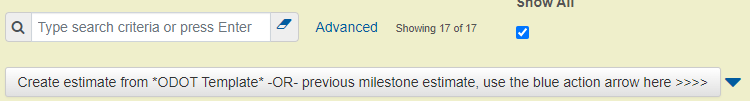 Show All
Type search criteria or press Enter Advanced Showing 17 of 17
Create estimate from *ODOT Template* -OR- previous milestone estimate, use the blue action arrow here >>>>